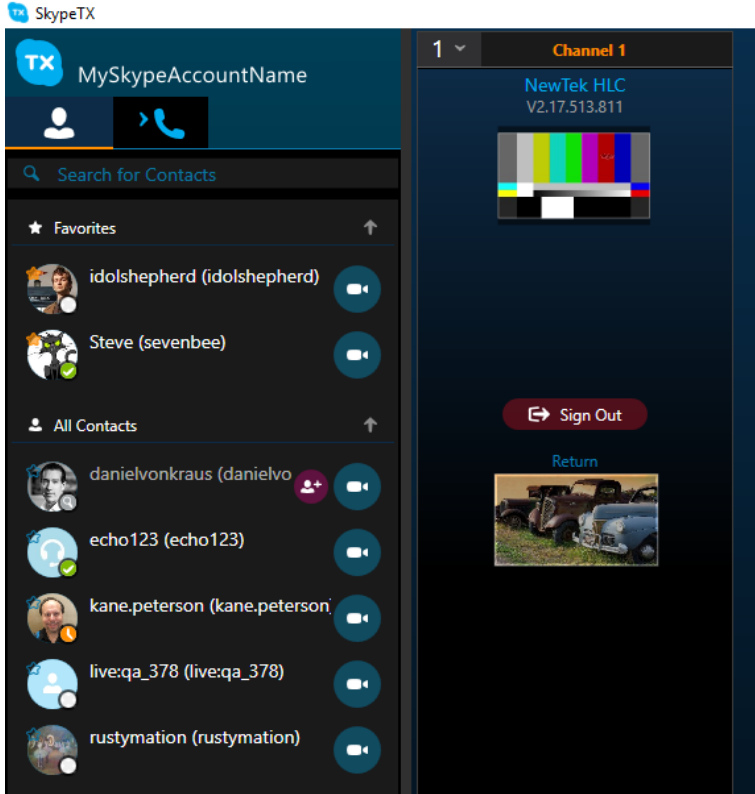 SkypeTX
TX
MySkypeAccountName
Search for Contacts
Favorites
idolshepherd (idolshepherd)
Steve (sevenbee)
All Contacts
danielvonkraus (danielvo
echo123 (echo123)
kane.peterson (kane.peterson
live:qa_378 (live:qa_378)
rustymation (rustymation)
1
Channel 1
NewTek HLC
V2.17.513.811
Sign Out
Return